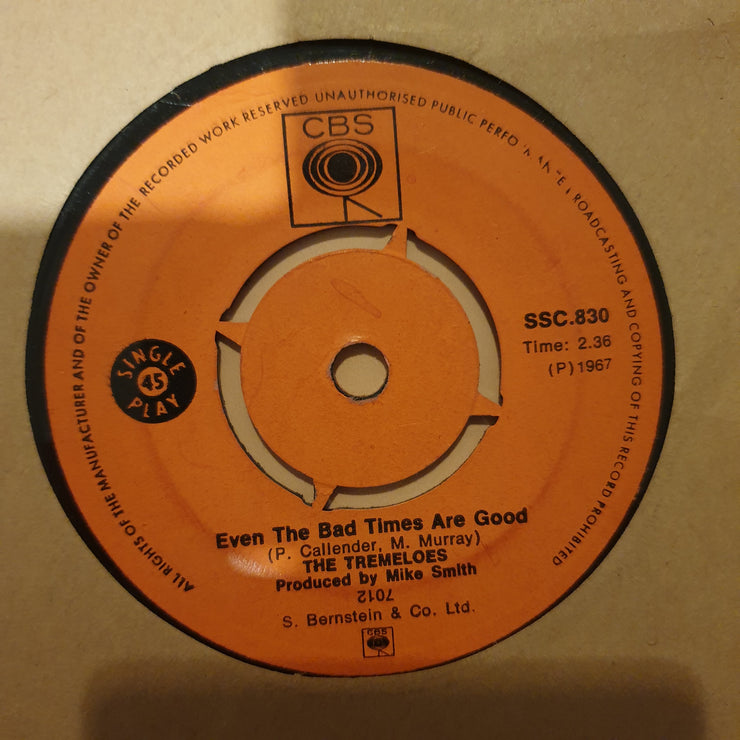 ALL RIGHTS OF THE MANUFACTURER AND OF THE OWNER OF THE RECORDED WORK RESERVED UNAUTHORISED PUBLIC BROADCASTING AND COPYING OF THIS RECORD PROHIBITED
CBS
SSC.830
Time: 2.36
(P)1967
SINGLE
45
PLAY
Even The Bad Times Are Good
(P. Callender, M. Murray)
THE TREMELOES
Produced by Mike Smith
7012
S. Bernstein & Co. Ltd.
CBS